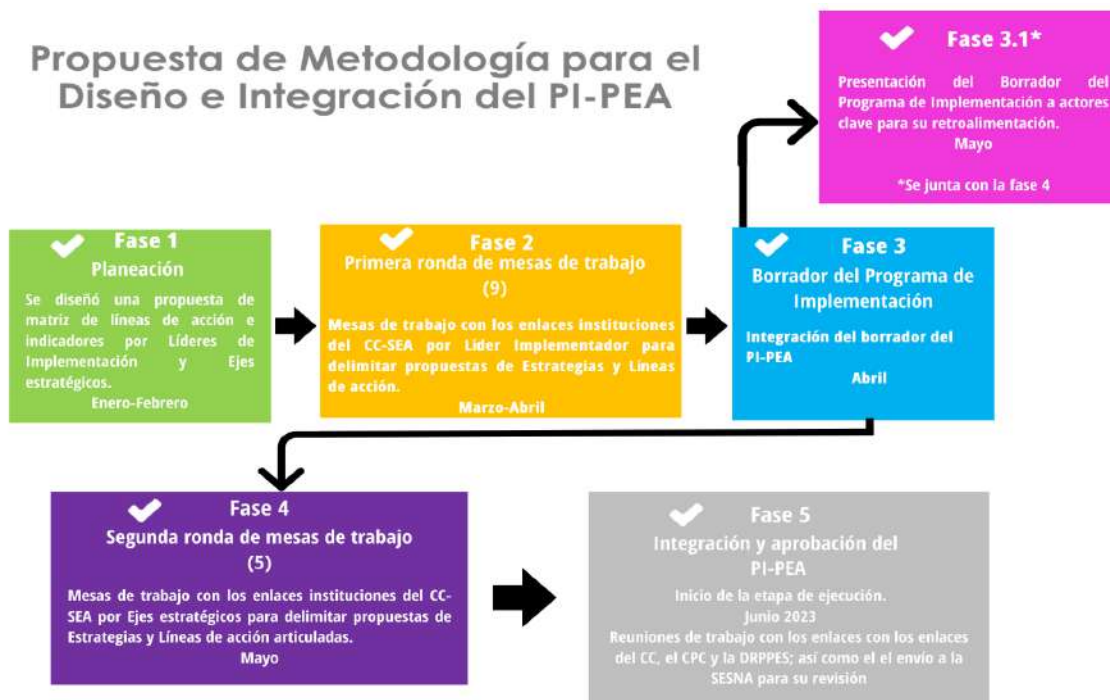 Propuesta de Metodología para el
Diseño e Integración del PI-PEA
Fase 3.1*
Presentación del Borrador del
Programa de Implementación a actores
clave para su retroalimentación.
Mayo
*Se junta con la fase 4
Fase 1
Planeación
Se diseñó una propuesta de
matriz de líneas de acción e
indicadores por Líderes de
Implementación y Ejes
estratégicos.
Enero-Febrero
Fase 2
Primera ronda de mesas de trabajo
(9)
Mesas de trabajo con los enlaces instituciones
del CC-SEA por Líder Implementador para
delimitar propuestas de Estrategias y Líneas
de acción.
Marzo-Abril
Fase 3
Borrador del Programa de
Implementación
Integración del borrador del
PI-PEA
Abril
Fase 4
Segunda ronda de mesas de trabajo
(5)
Mesas de trabajo con los enlaces instituciones del CC-
SEA por Ejes estratégicos para delimitar propuestas de
Estrategias y Líneas de acción articuladas.
Mayo
Fase 5
Integración y aprobación del
PI-PEA
Inicio de la etapa de ejecución.
Junio 2023
Reuniones de trabajo con los enlaces con los enlaces
del CC, el CPC y la DRPPES; así como el el envío a la
SESNA para su revisión